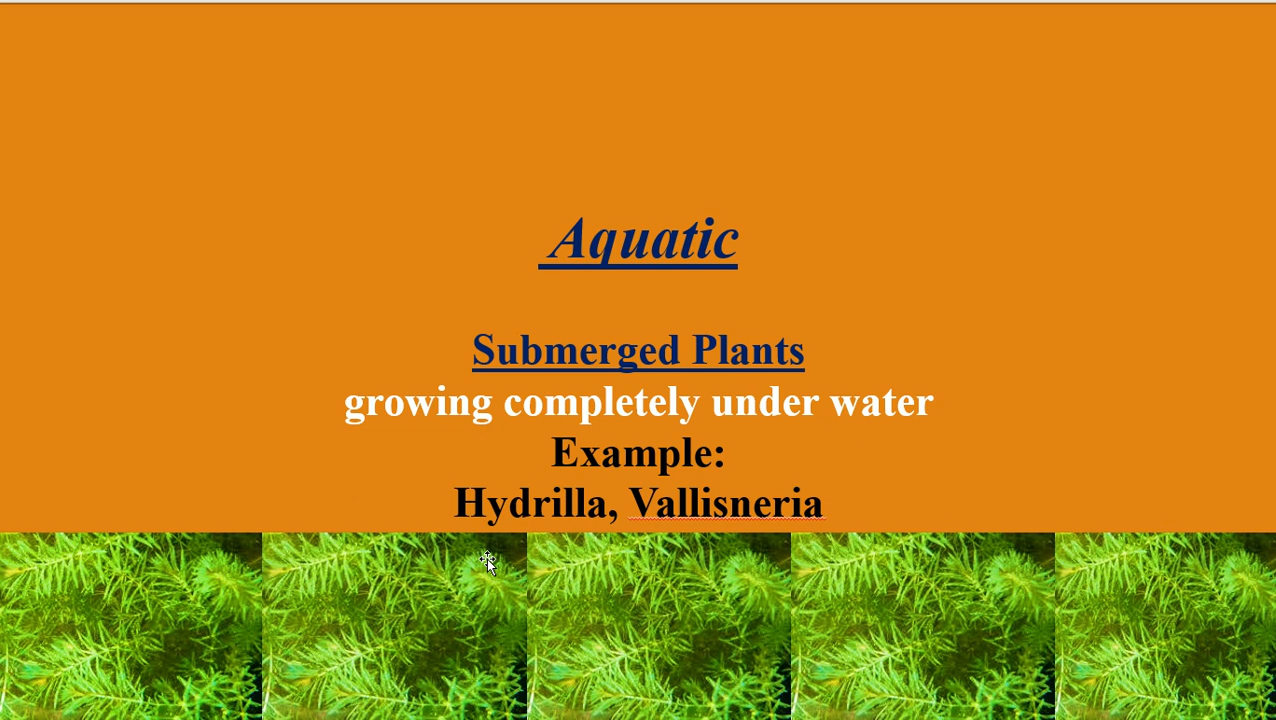 Aquatic
Submerged Plants
growing completely under water
Example:
Hydrilla, Vallisneria